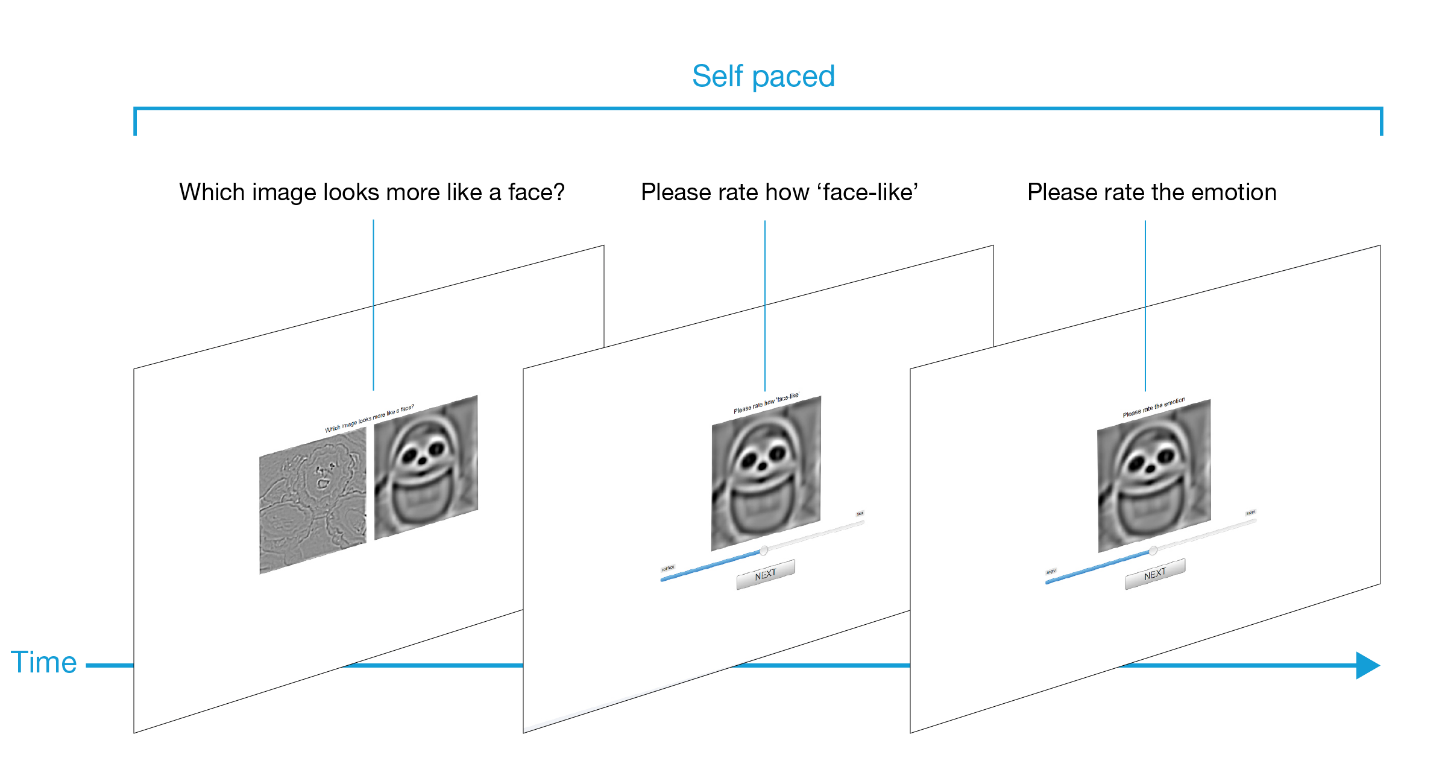 Self paced
Which image looks more like a face?
Please rate how ‘face-like’
Please rate the emotion
Which image looks more like a face?
Please rate how 'face-like'
Please rate the emotion
NEXT
NEXT
Time